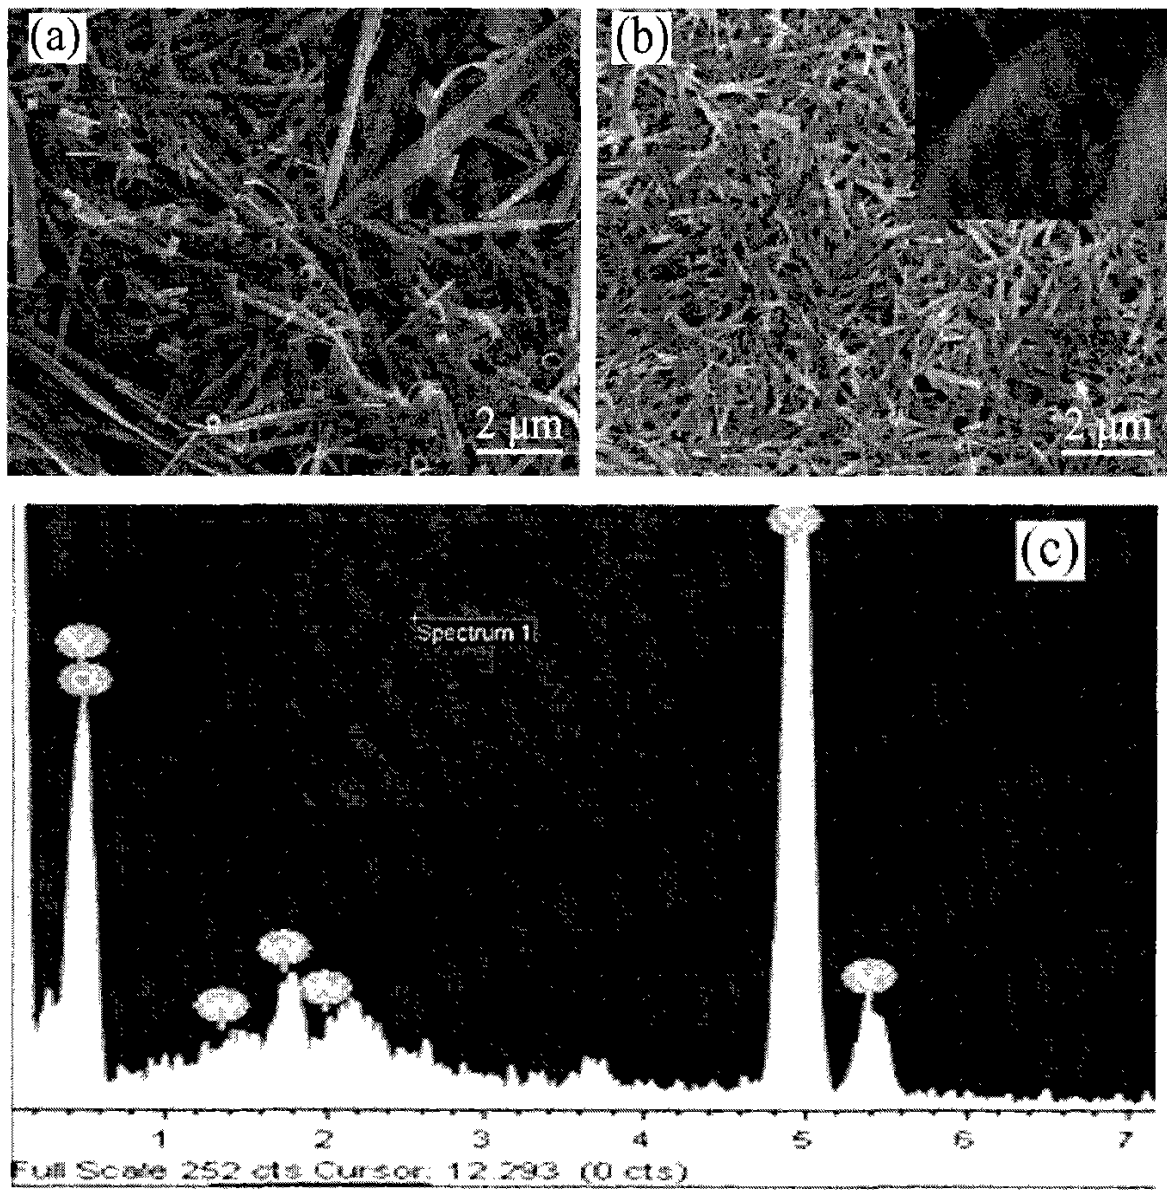 (a)
(b)
2 μm
2 μm
(c)
Spectrum 1
1 2 3 4 5 6 7
Full Scale 252 cts Cursor: 12.293 (0 cts)